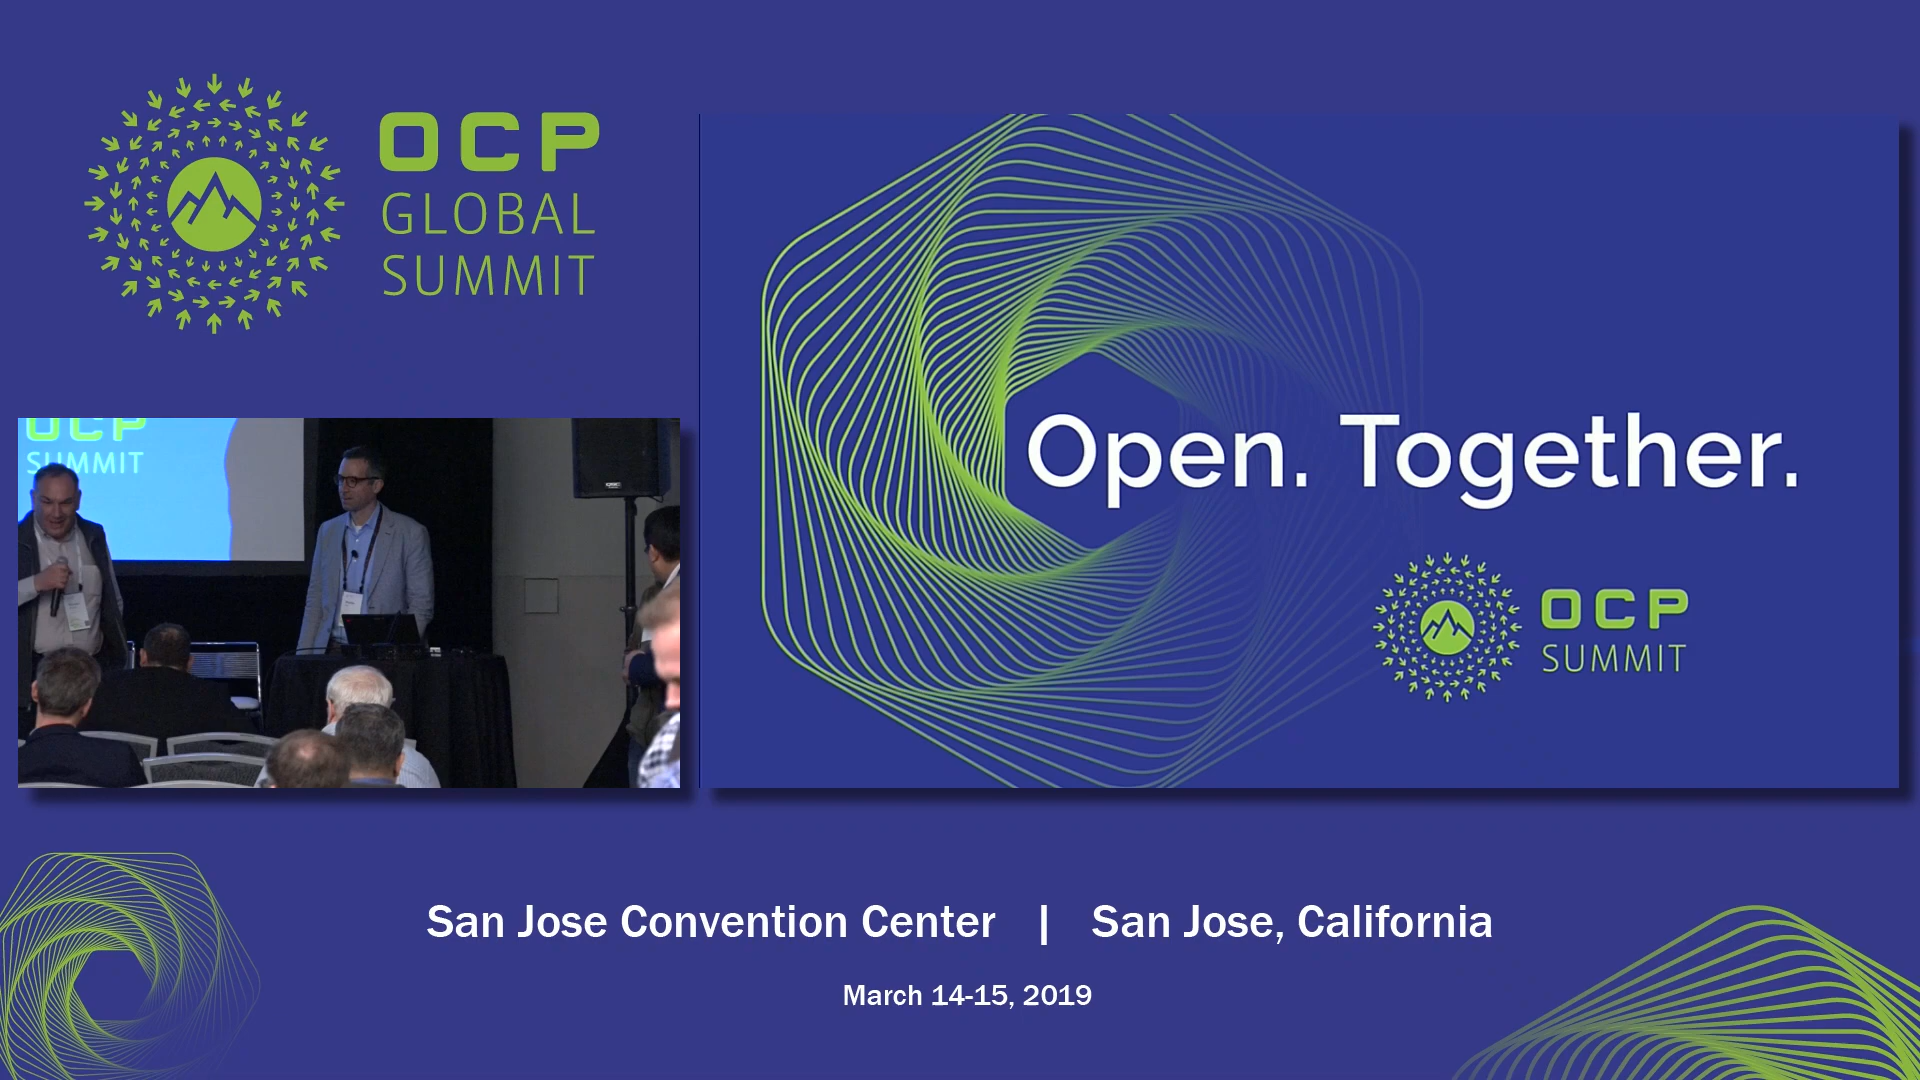 OCP
GLOBAL
SUMMIT
OCP
SUMMIT
Open. Together.
OCP
SUMMIT
San Jose Convention Center | San Jose, California
March 14-15, 2019